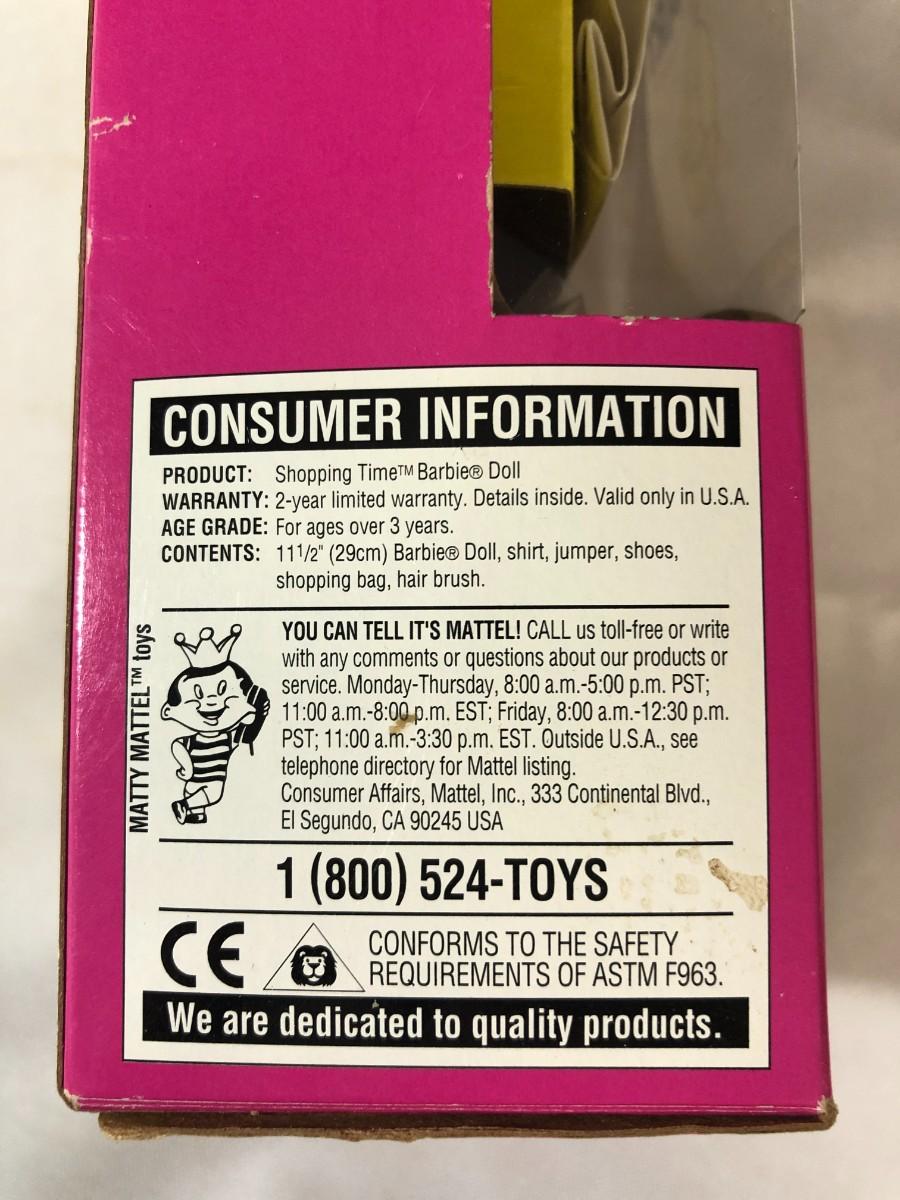 CONSUMER INFORMATION
PRODUCT: Shopping Time™ Barbie® Doll
WARRANTY: 2-year limited warranty. Details inside. Valid only in U.S.A.
AGE GRADE: For ages over 3 years.
CONTENTS: 11 1/2" (29cm) Barbie® Doll, shirt, jumper, shoes,
shopping bag, hair brush.
MATTY MATTEL™ toys
YOU CAN TELL IT'S MATTEL! CALL us toll-free or write
with any comments or questions about our products or
service. Monday-Thursday, 8:00 a.m.-5:00 p.m. PST;
11:00 a.m.-8:00 p.m. EST; Friday, 8:00 a.m.-12:30 p.m.
PST; 11:00 a.m.-3:30 p.m. EST. Outside U.S.A., see
telephone directory for Mattel listing.
Consumer Affairs, Mattel, Inc., 333 Continental Blvd.,
El Segundo, CA 90245 USA
1 (800) 524-TOYS
CE
CONFORMS TO THE SAFETY
REQUIREMENTS OF ASTM F963.
We are dedicated to quality products.